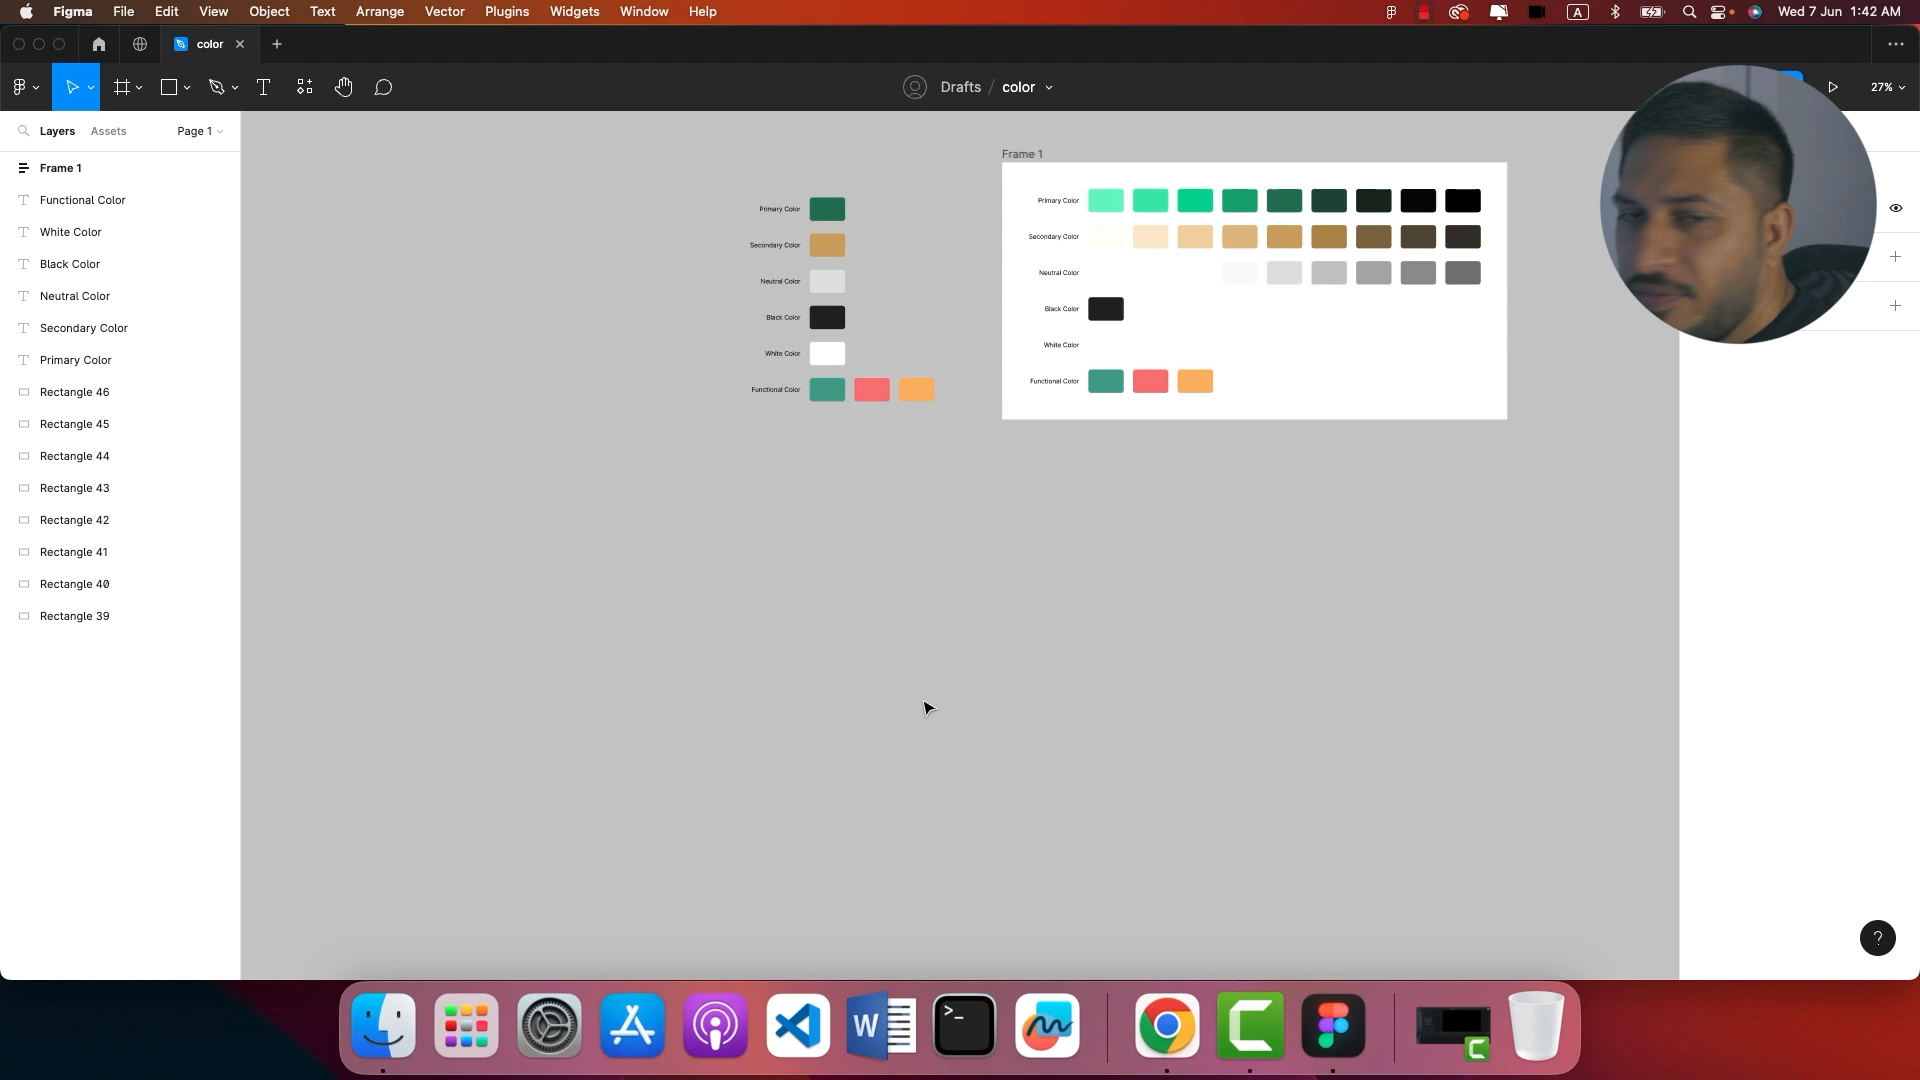 Figma File Edit View Object Text Arrange Vector Plugins Widgets Window Help A Wed 7 Jun 1:42 AM
color
Drafts / color 27%
Layers Assets Page 1
Frame 1
Functional Color
White Color
Black Color
Neutral Color
Secondary Color
Primary Color
Rectangle 46
Rectangle 45
Rectangle 44
Rectangle 43
Rectangle 42
Rectangle 41
Rectangle 40
Rectangle 39
Primary Color
Secondary Color
Neutral Color
Black Color
White Color
Functional Color
Frame 1
Primary Color
Secondary Color
Neutral Color
Black Color
White Color
Functional Color
?
W >_